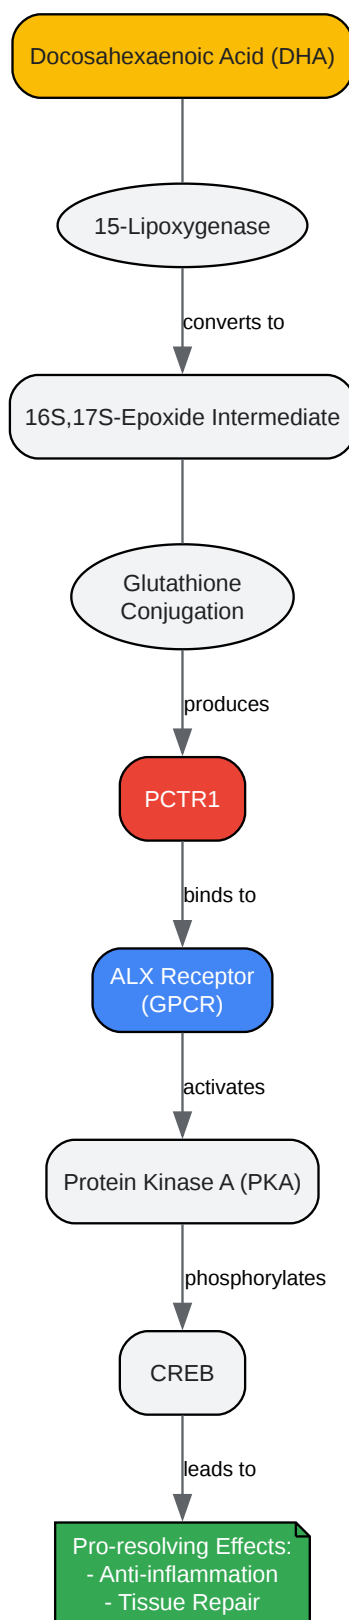 Docosahexaenoic Acid (DHA)
15-Lipoxygenase
converts to
16S,17S-Epoxide Intermediate
Glutathione
Conjugation
produces
PCTR1
binds to
ALX Receptor
(GPCR)
activates
Protein Kinase A (PKA)
phosphorylates
CREB
leads to
Pro-resolving Effects:
- Anti-inflammation
- Tissue Repair